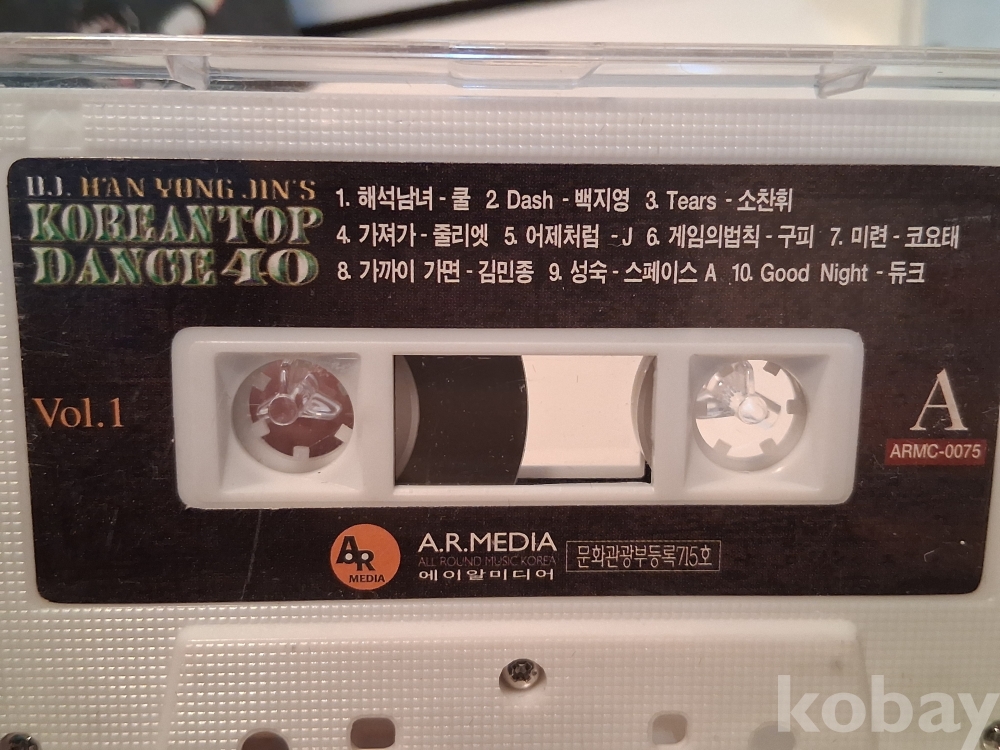 D.J. HAN YONG JIN'S
KOREAN TOP
DANCE 40
1. 해석남녀 - 쿨 2. Dash - 백지영 3. Tears - 소찬휘
4. 가져가 - 줄리엣 5. 어제처럼 - J 6. 게임의법칙 - 구피 7. 미련 - 코요태
8. 가까이 가면 - 김민종 9. 성숙 - 스페이스 A 10. Good Night - 듀크
Vol.1
A
ARMC-0075
AR
MEDIA
A.R.MEDIA
ALL ROUND MUSIC KOREA
에이알미디어
문화관광부등록715호
kobay